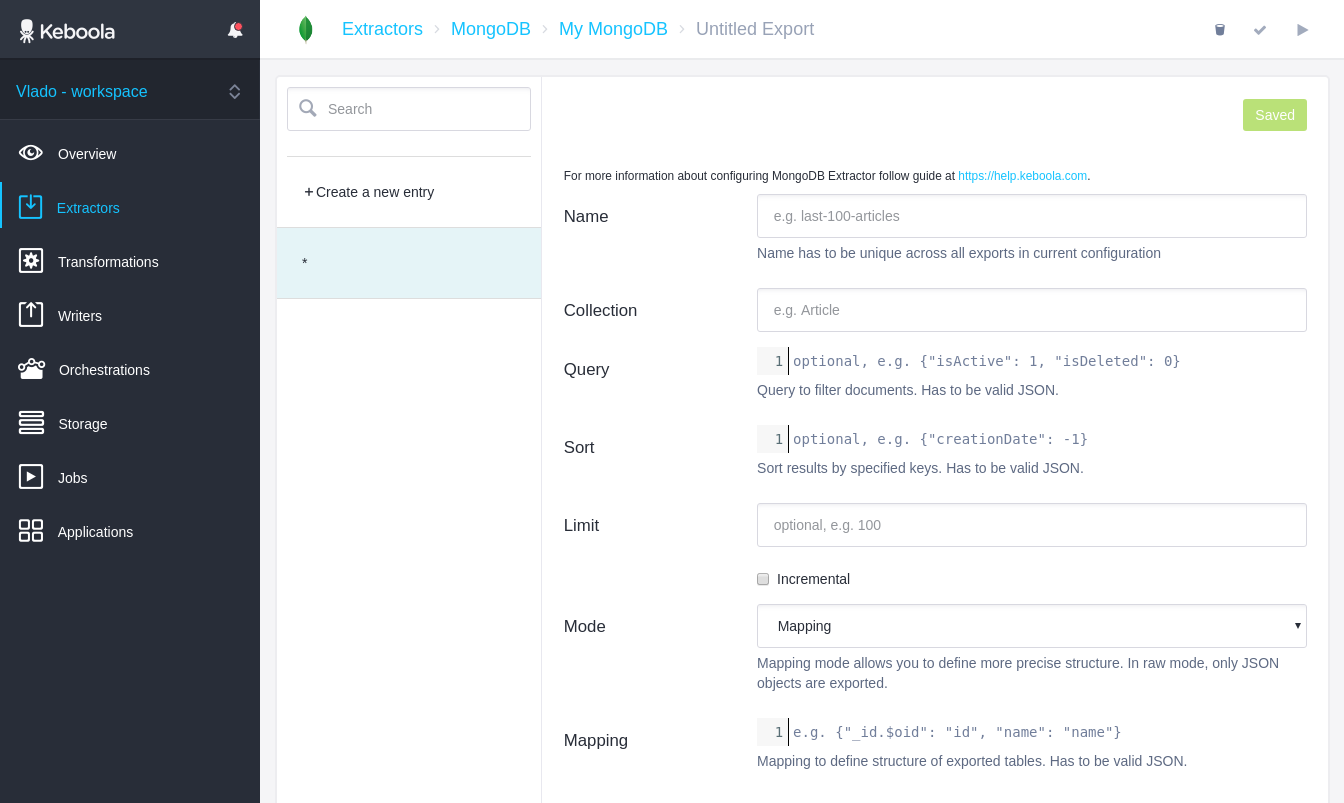 Keboola
Extractors › MongoDB › My MongoDB › Untitled Export
Vlado - workspace
Overview
Extractors
Transformations
Writers
Orchestrations
Storage
Jobs
Applications
Search
+ Create a new entry
*
Saved
For more information about configuring MongoDB Extractor follow guide at https://help.keboola.com.
Name
e.g. last-100-articles
Name has to be unique across all exports in current configuration
Collection
e.g. Article
Query
1 optional, e.g. {"isActive": 1, "isDeleted": 0}
Query to filter documents. Has to be valid JSON.
Sort
1 optional, e.g. {"creationDate": -1}
Sort results by specified keys. Has to be valid JSON.
Limit
optional, e.g. 100
Incremental
Mode
Mapping
Mapping mode allows you to define more precise structure. In raw mode, only JSON
objects are exported.
Mapping
1 e.g. {"_id.$oid": "id", "name": "name"}
Mapping to define structure of exported tables. Has to be valid JSON.